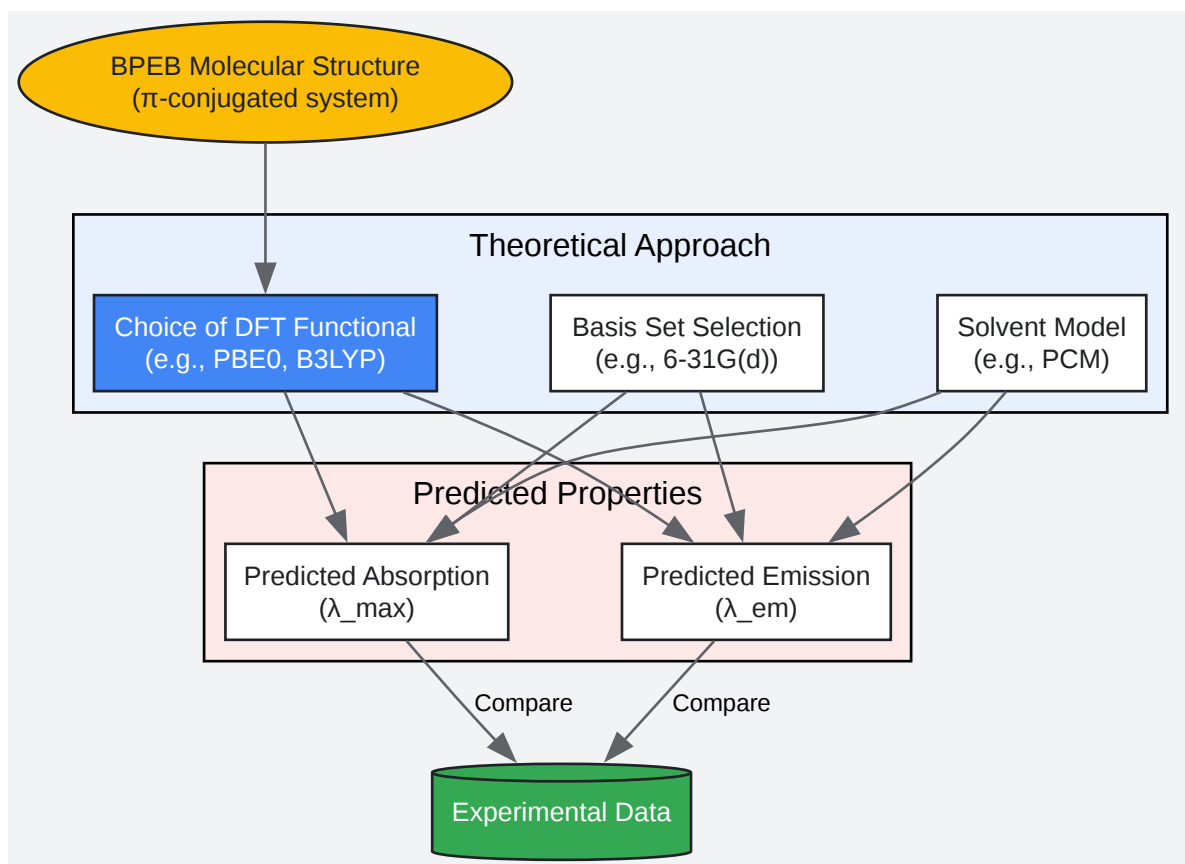 BPEB Molecular Structure
(π-conjugated system)
Theoretical Approach
Choice of DFT Functional
(e.g., PBE0, B3LYP)
Basis Set Selection
(e.g., 6-31G(d))
Solvent Model
(e.g., PCM)
Predicted Properties
Predicted Absorption
(λ_max)
Predicted Emission
(λ_em)
Compare
Compare
Experimental Data